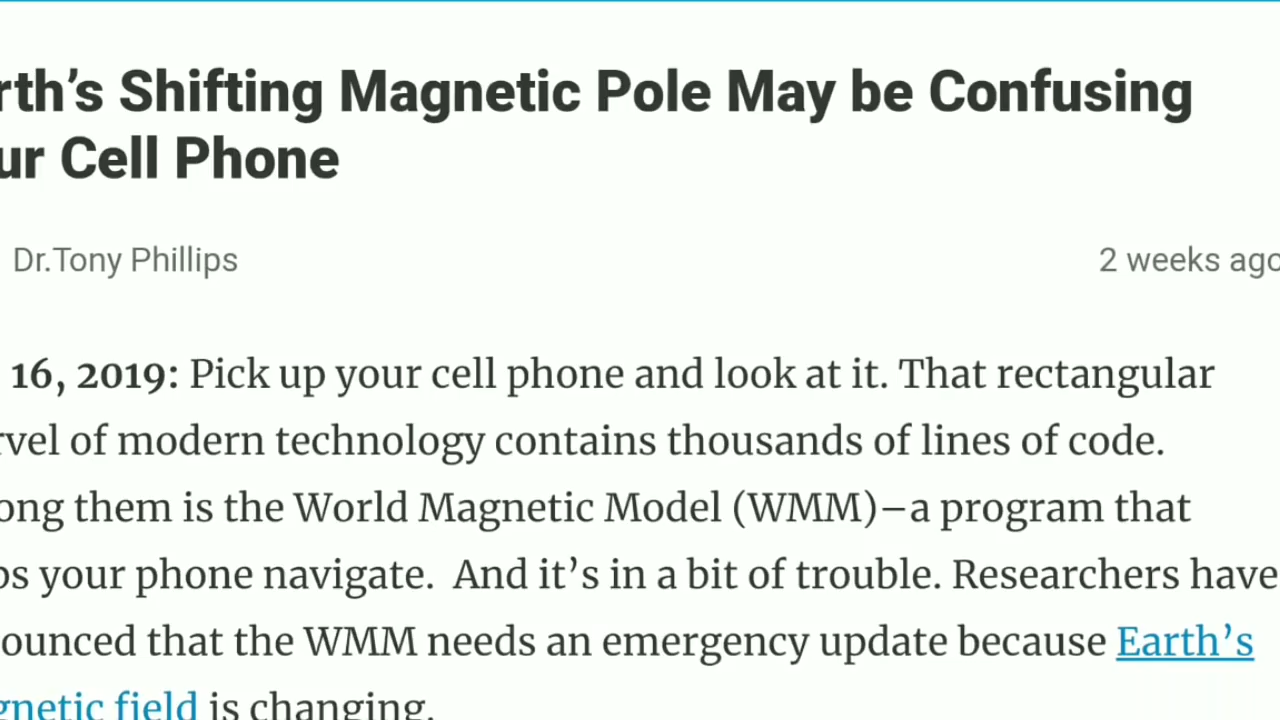 rth’s Shifting Magnetic Pole May be Confusing
ur Cell Phone
Dr.Tony Phillips
2 weeks ago
16, 2019: Pick up your cell phone and look at it. That rectangular
rvel of modern technology contains thousands of lines of code.
ong them is the World Magnetic Model (WMM)–a program that
ps your phone navigate.  And it’s in a bit of trouble. Researchers have
ounced that the WMM needs an emergency update because Earth’s
gnetic field is changing.